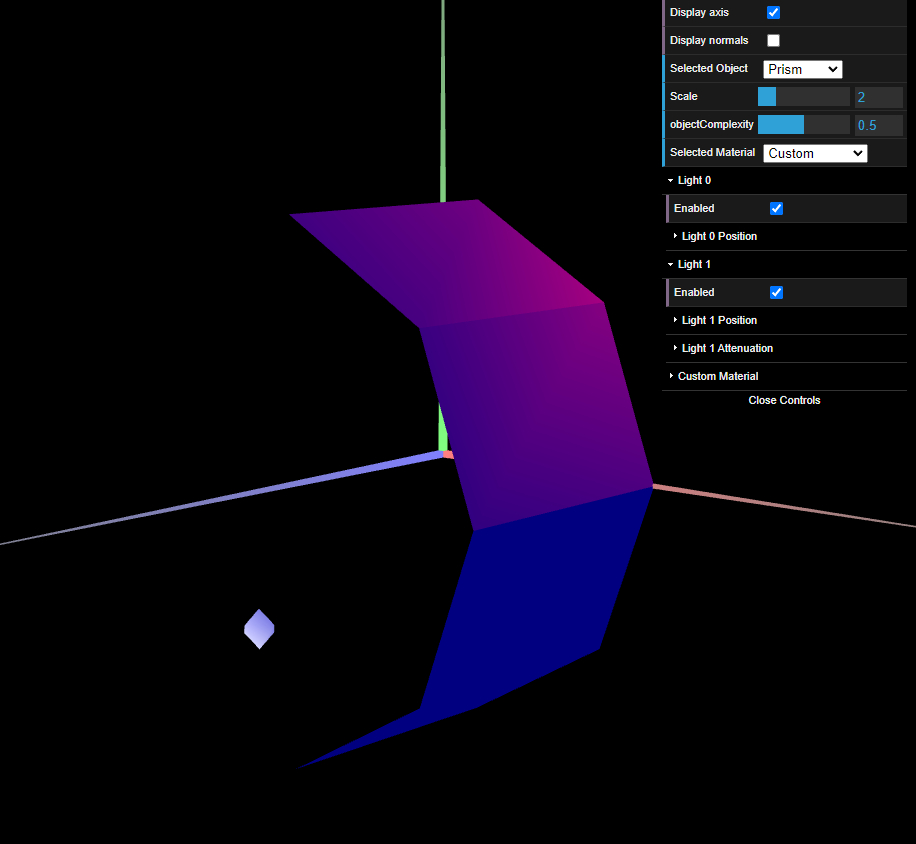 Display axis
Display normals
Selected Object Prism
Scale 2
objectComplexity 0.5
Selected Material Custom
Light 0
Enabled
Light 0 Position
Light 1
Enabled
Light 1 Position
Light 1 Attenuation
Custom Material
Close Controls